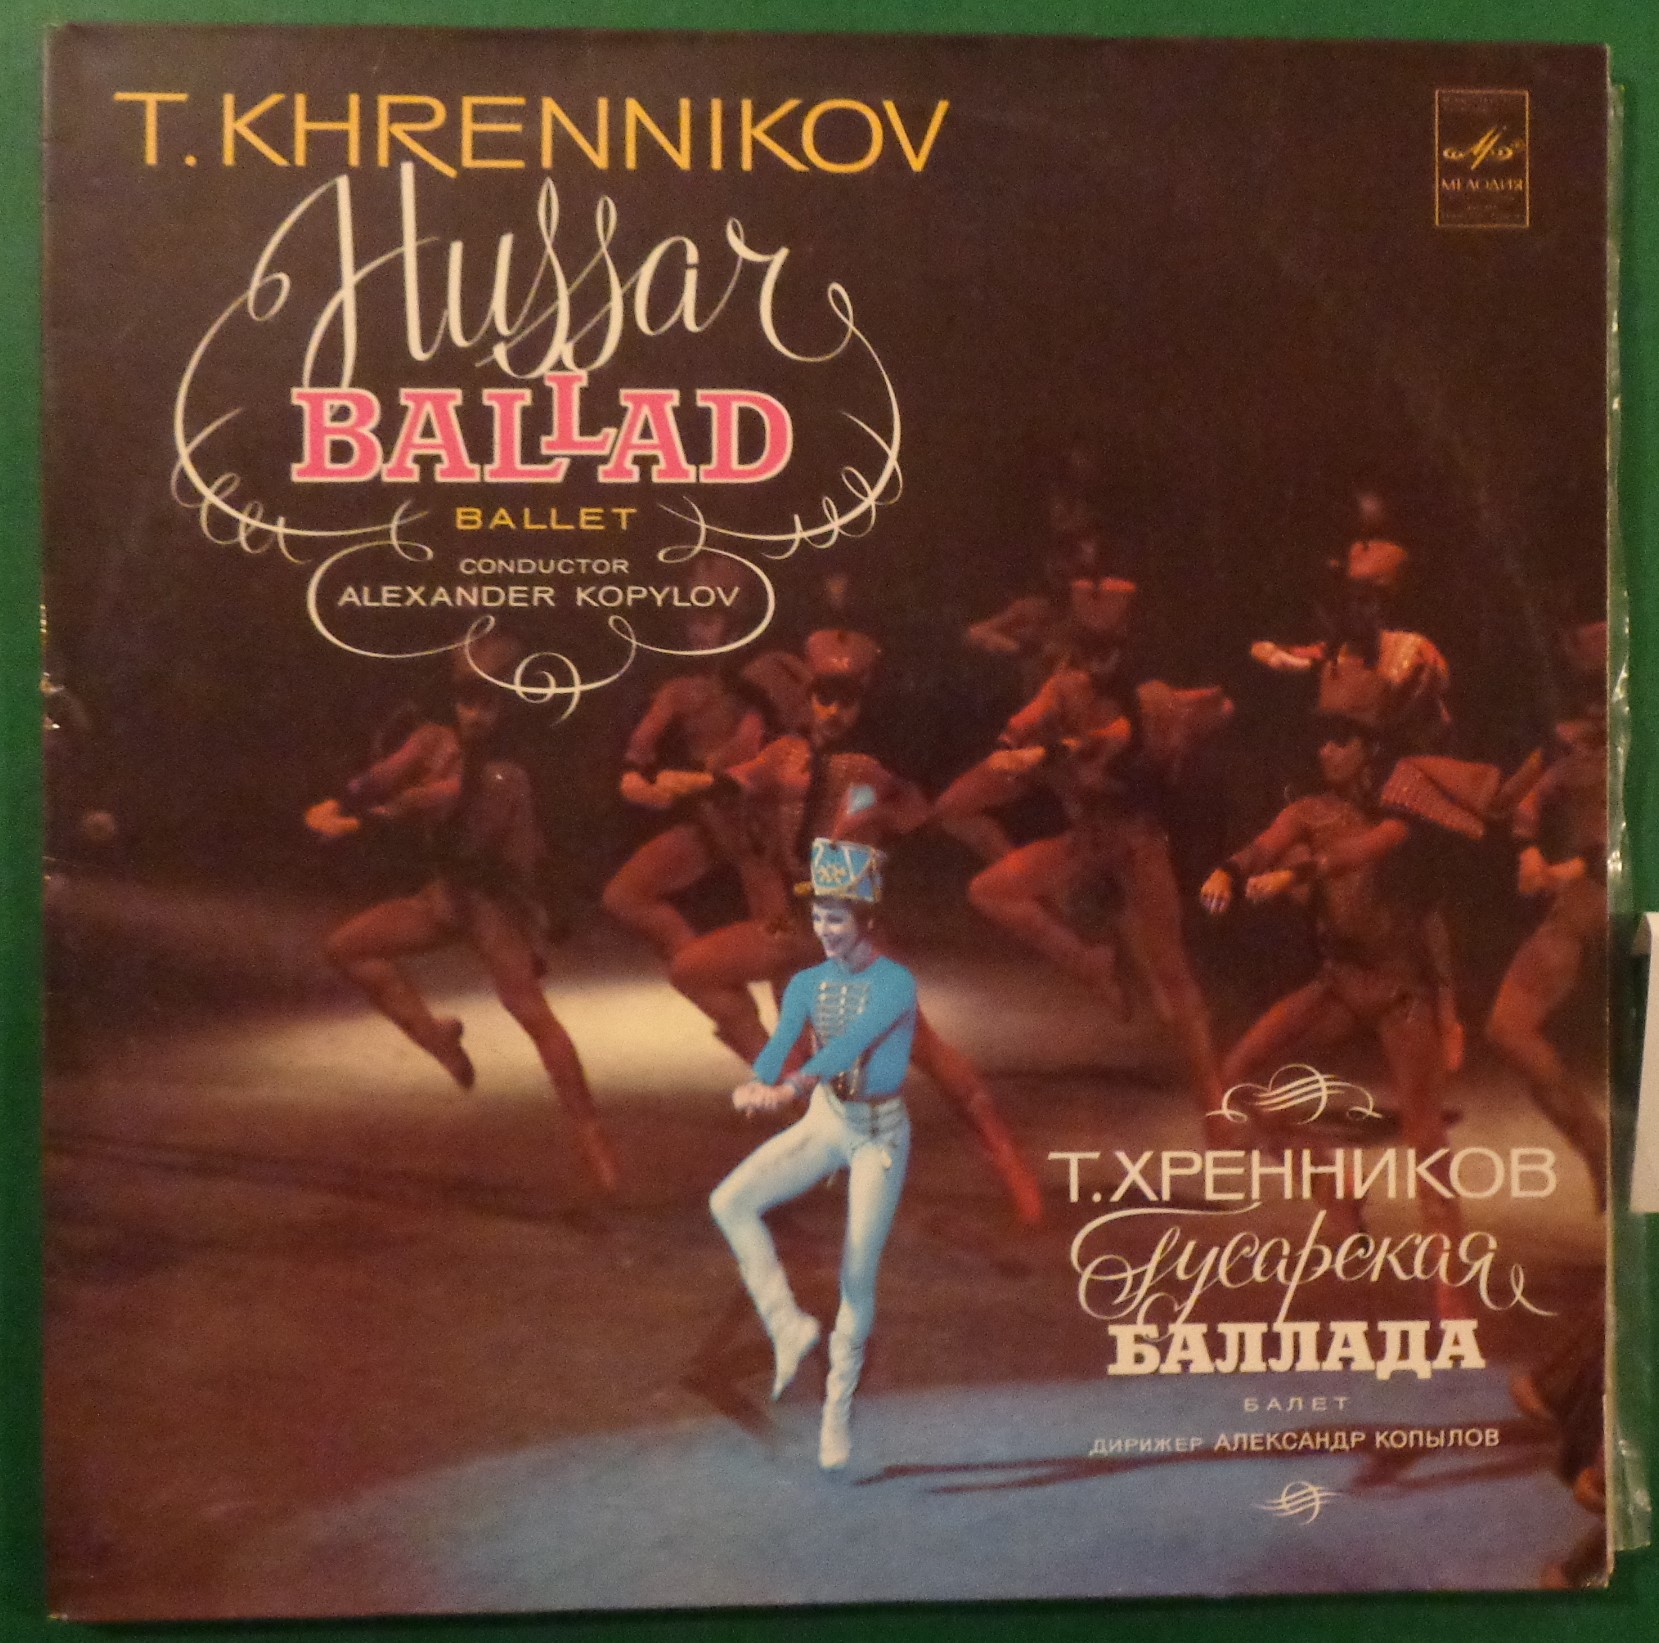 T. KHRENNIKOV
Hussar
BALLAD
BALLET
CONDUCTOR
ALEXANDER KOPYLOV
МЕЛОДИЯ
Т. ХРЕННИКОВ
Гусарская
БАЛЛАДА
БАЛЕТ
ДИРИЖЕР АЛЕКСАНДР КОПЫЛОВ